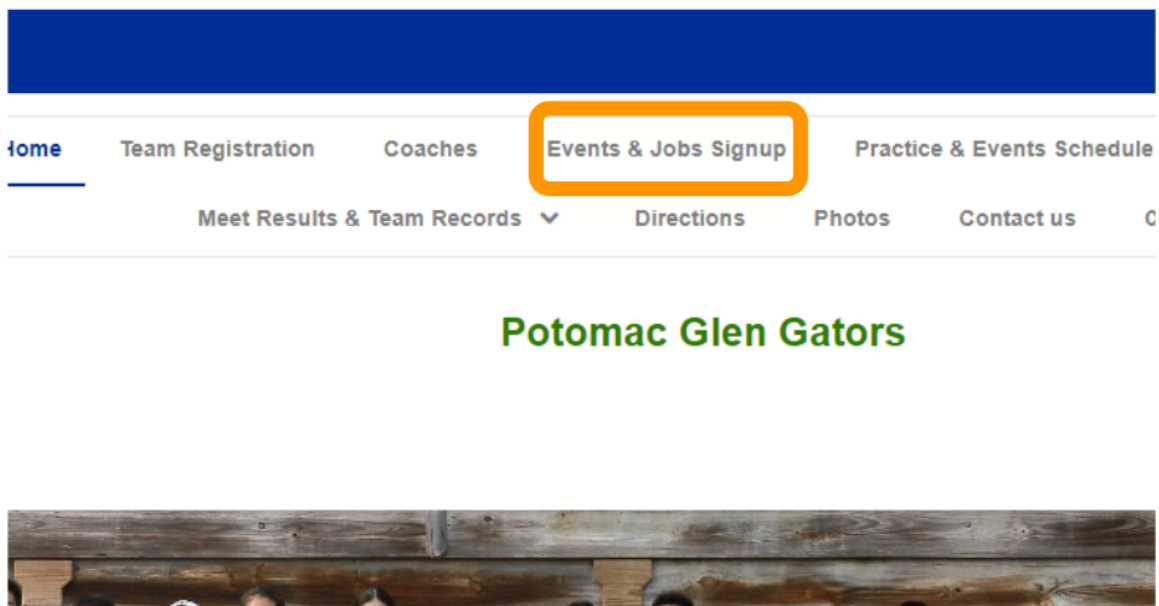 Home Team Registration Coaches Events & Jobs Signup Practice & Events Schedule
Meet Results & Team Records Directions Photos Contact us
Potomac Glen Gators